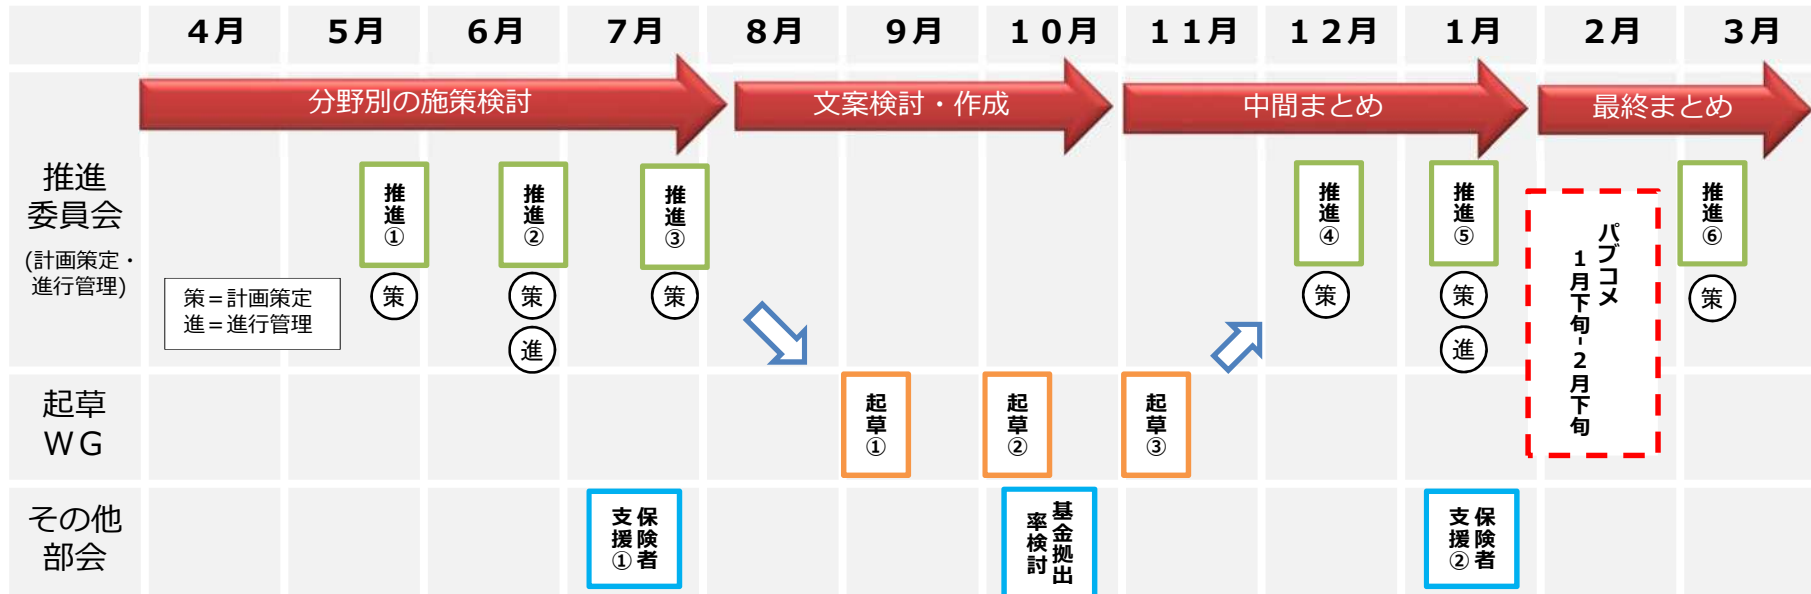 4月 5月 6月 7月 8月 9月 10月 11月 12月 1月 2月 3月
分野別の施策検討 文案検討・作成 中間まとめ 最終まとめ
推進
委員会
(計画策定・
進行管理)
策＝計画策定
進＝進行管理
推進①
策
推進②
策
進
推進③
策
推進④
策
推進⑤
策
進
パブコメ
1月下旬-2月下旬
推進⑥
策
起草
WG
起草①
起草②
起草③
その他
部会
保険者
支援①
基金拠出
率検討
保険者
支援②